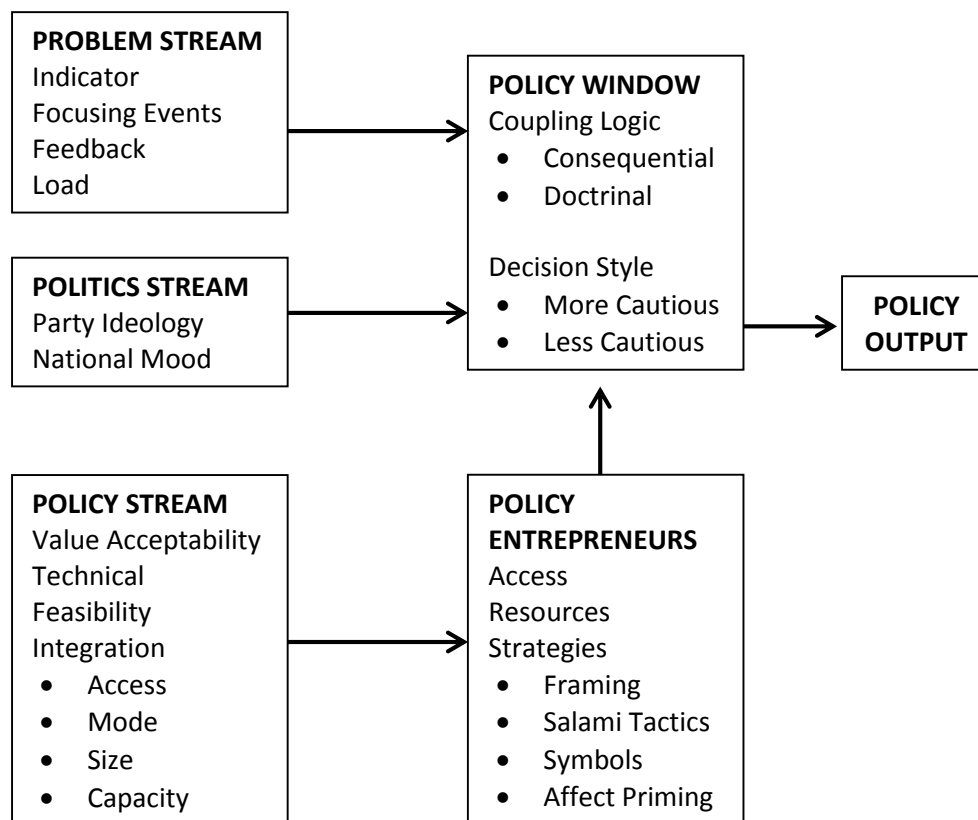 PROBLEM STREAM
Indicator
Focusing Events
Feedback
Load
POLITICS STREAM
Party Ideology
National Mood
POLICY STREAM
Value Acceptability
Technical
Feasibility
Integration
• Access
• Mode
• Size
• Capacity
POLICY WINDOW
Coupling Logic
• Consequential
• Doctrinal
Decision Style
• More Cautious
• Less Cautious
POLICY
ENTREPRENEURS
Access
Resources
Strategies
• Framing
• Salami Tactics
• Symbols
• Affect Priming
POLICY
OUTPUT